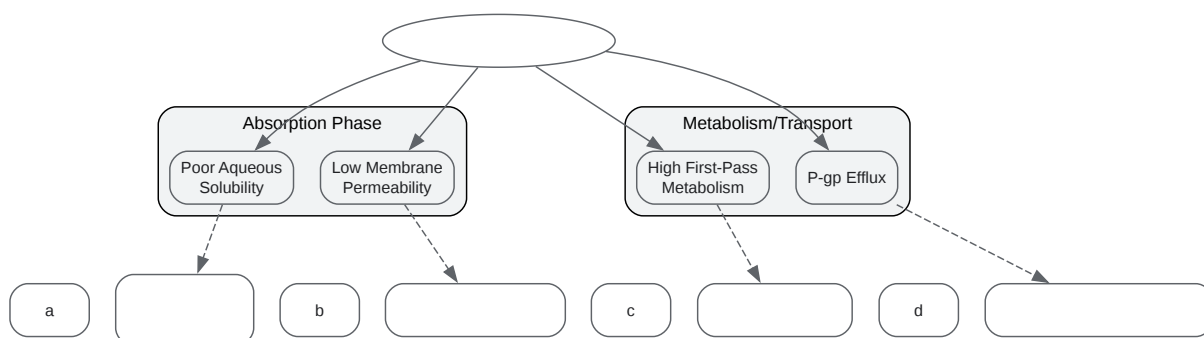 Absorption Phase
Metabolism/Transport
Poor Aqueous
Solubility
Low Membrane
Permeability
High First-Pass
Metabolism
P-gp Efflux
a
b
c
d